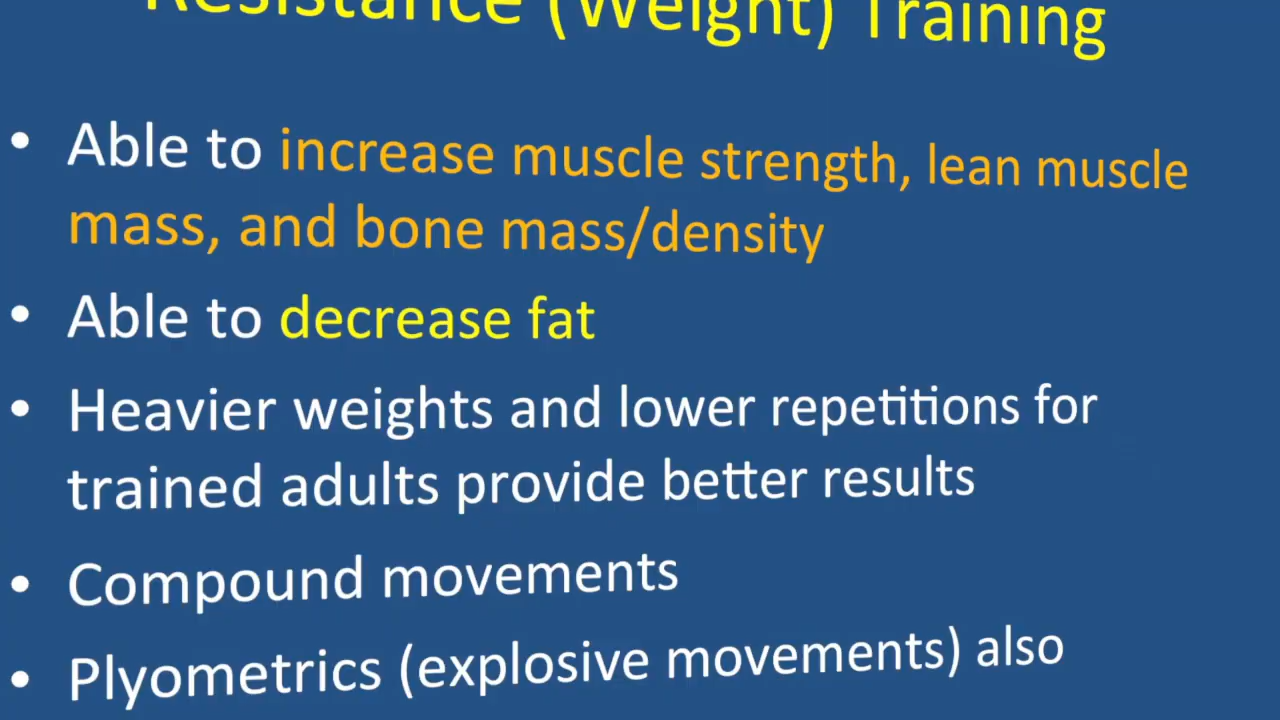 Resistance (Weight) Training
• Able to increase muscle strength, lean muscle
mass, and bone mass/density
• Able to decrease fat
• Heavier weights and lower repetitions for
trained adults provide better results
• Compound movements
• Plyometrics (explosive movements) also